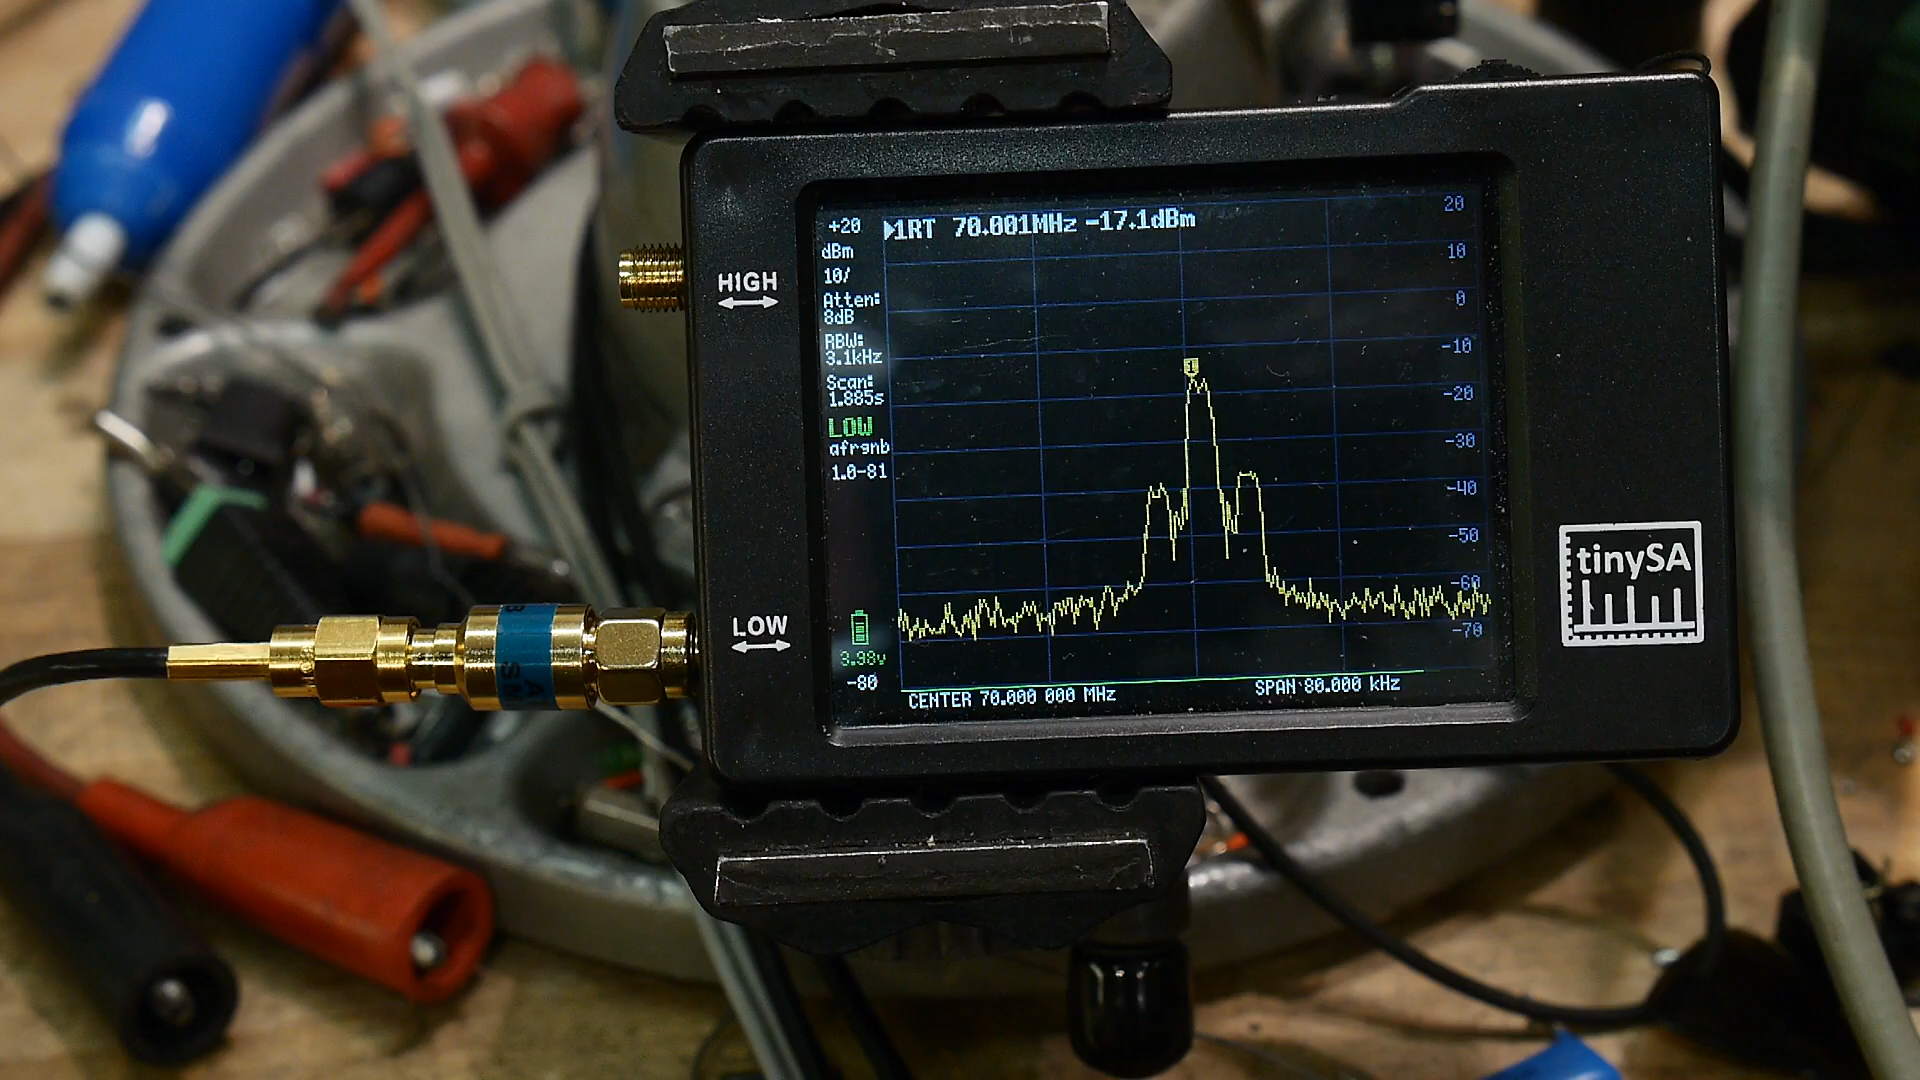 +20
▶1RT 70.001MHz -17.1dBm
20
dBm
10/
10
Atten:
8dB
0
RBW:
3.1kHz
-10
Scan:
1.885s
-20
LOW
afrgnb
-30
1.0-81
-40
-50
-60
-70
3.98v
-80
CENTER 70.000 000 MHz
SPAN 80.000 kHz
1
HIGH
LOW
tinySA